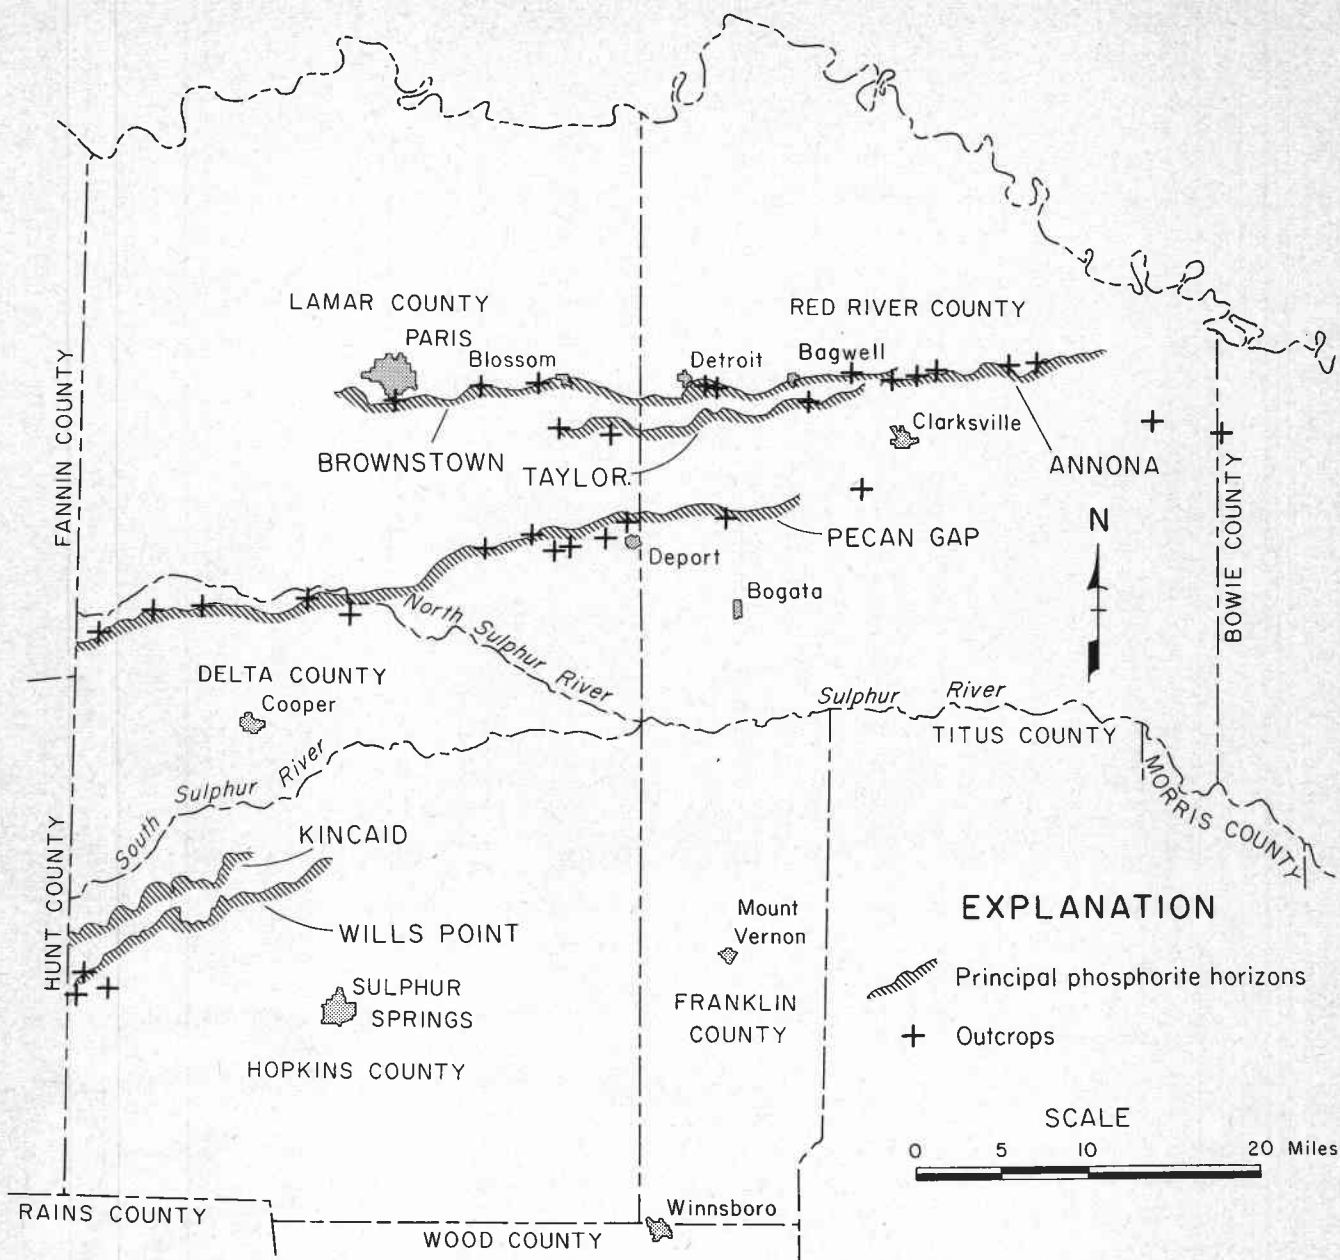 LAMAR COUNTY
RED RIVER COUNTY
PARIS
Blossom
Detroit
Bagwell
FANNIN COUNTY
Clarksville
BROWNSTOWN
TAYLOR.
ANNONA
N
PECAN GAP
Deport
BOWIE COUNTY
Bogata
North Sulphur River
DELTA COUNTY
Cooper
Sulphur River
TITUS COUNTY
South Sulphur River
MORRIS COUNTY
HUNT COUNTY
KINCAID
WILLS POINT
Mount
Vernon
EXPLANATION
Principal phosphorite horizons
SULPHUR
SPRINGS
FRANKLIN
COUNTY
Outcrops
HOPKINS COUNTY
SCALE
0 5 10 20 Miles
RAINS COUNTY
Winnsboro
WOOD COUNTY